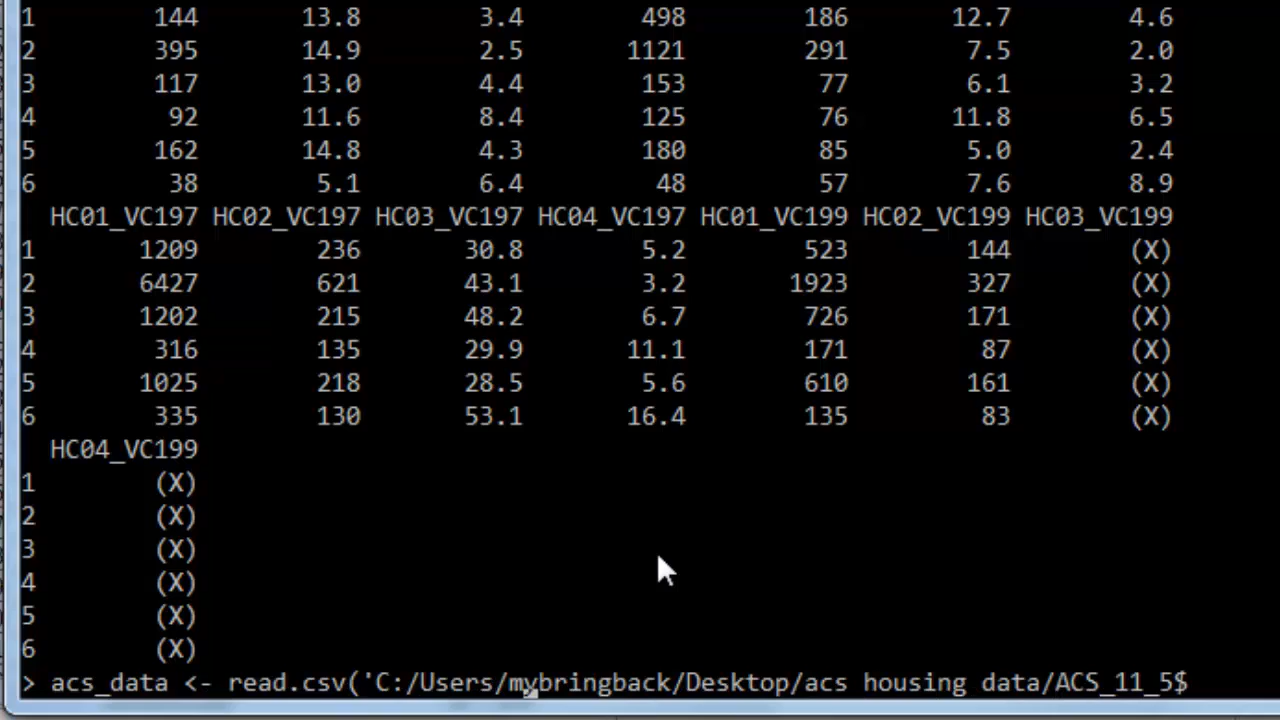 1 144 13.8 3.4 498 186 12.7 4.6
2 395 14.9 2.5 1121 291 7.5 2.0
3 117 13.0 4.4 153 77 6.1 3.2
4 92 11.6 8.4 125 76 11.8 6.5
5 162 14.8 4.3 180 85 5.0 2.4
6 38 5.1 6.4 48 57 7.6 8.9
HC01_VC197 HC02_VC197 HC03_VC197 HC04_VC197 HC01_VC199 HC02_VC199 HC03_VC199
1 1209 236 30.8 5.2 523 144 (X)
2 6427 621 43.1 3.2 1923 327 (X)
3 1202 215 48.2 6.7 726 171 (X)
4 316 135 29.9 11.1 171 87 (X)
5 1025 218 28.5 5.6 610 161 (X)
6 335 130 53.1 16.4 135 83 (X)
HC04_VC199
1 (X)
2 (X)
3 (X)
4 (X)
5 (X)
6 (X)
> acs_data <- read.csv('C:/Users/mybringback/Desktop/acs housing data/ACS_11_5$